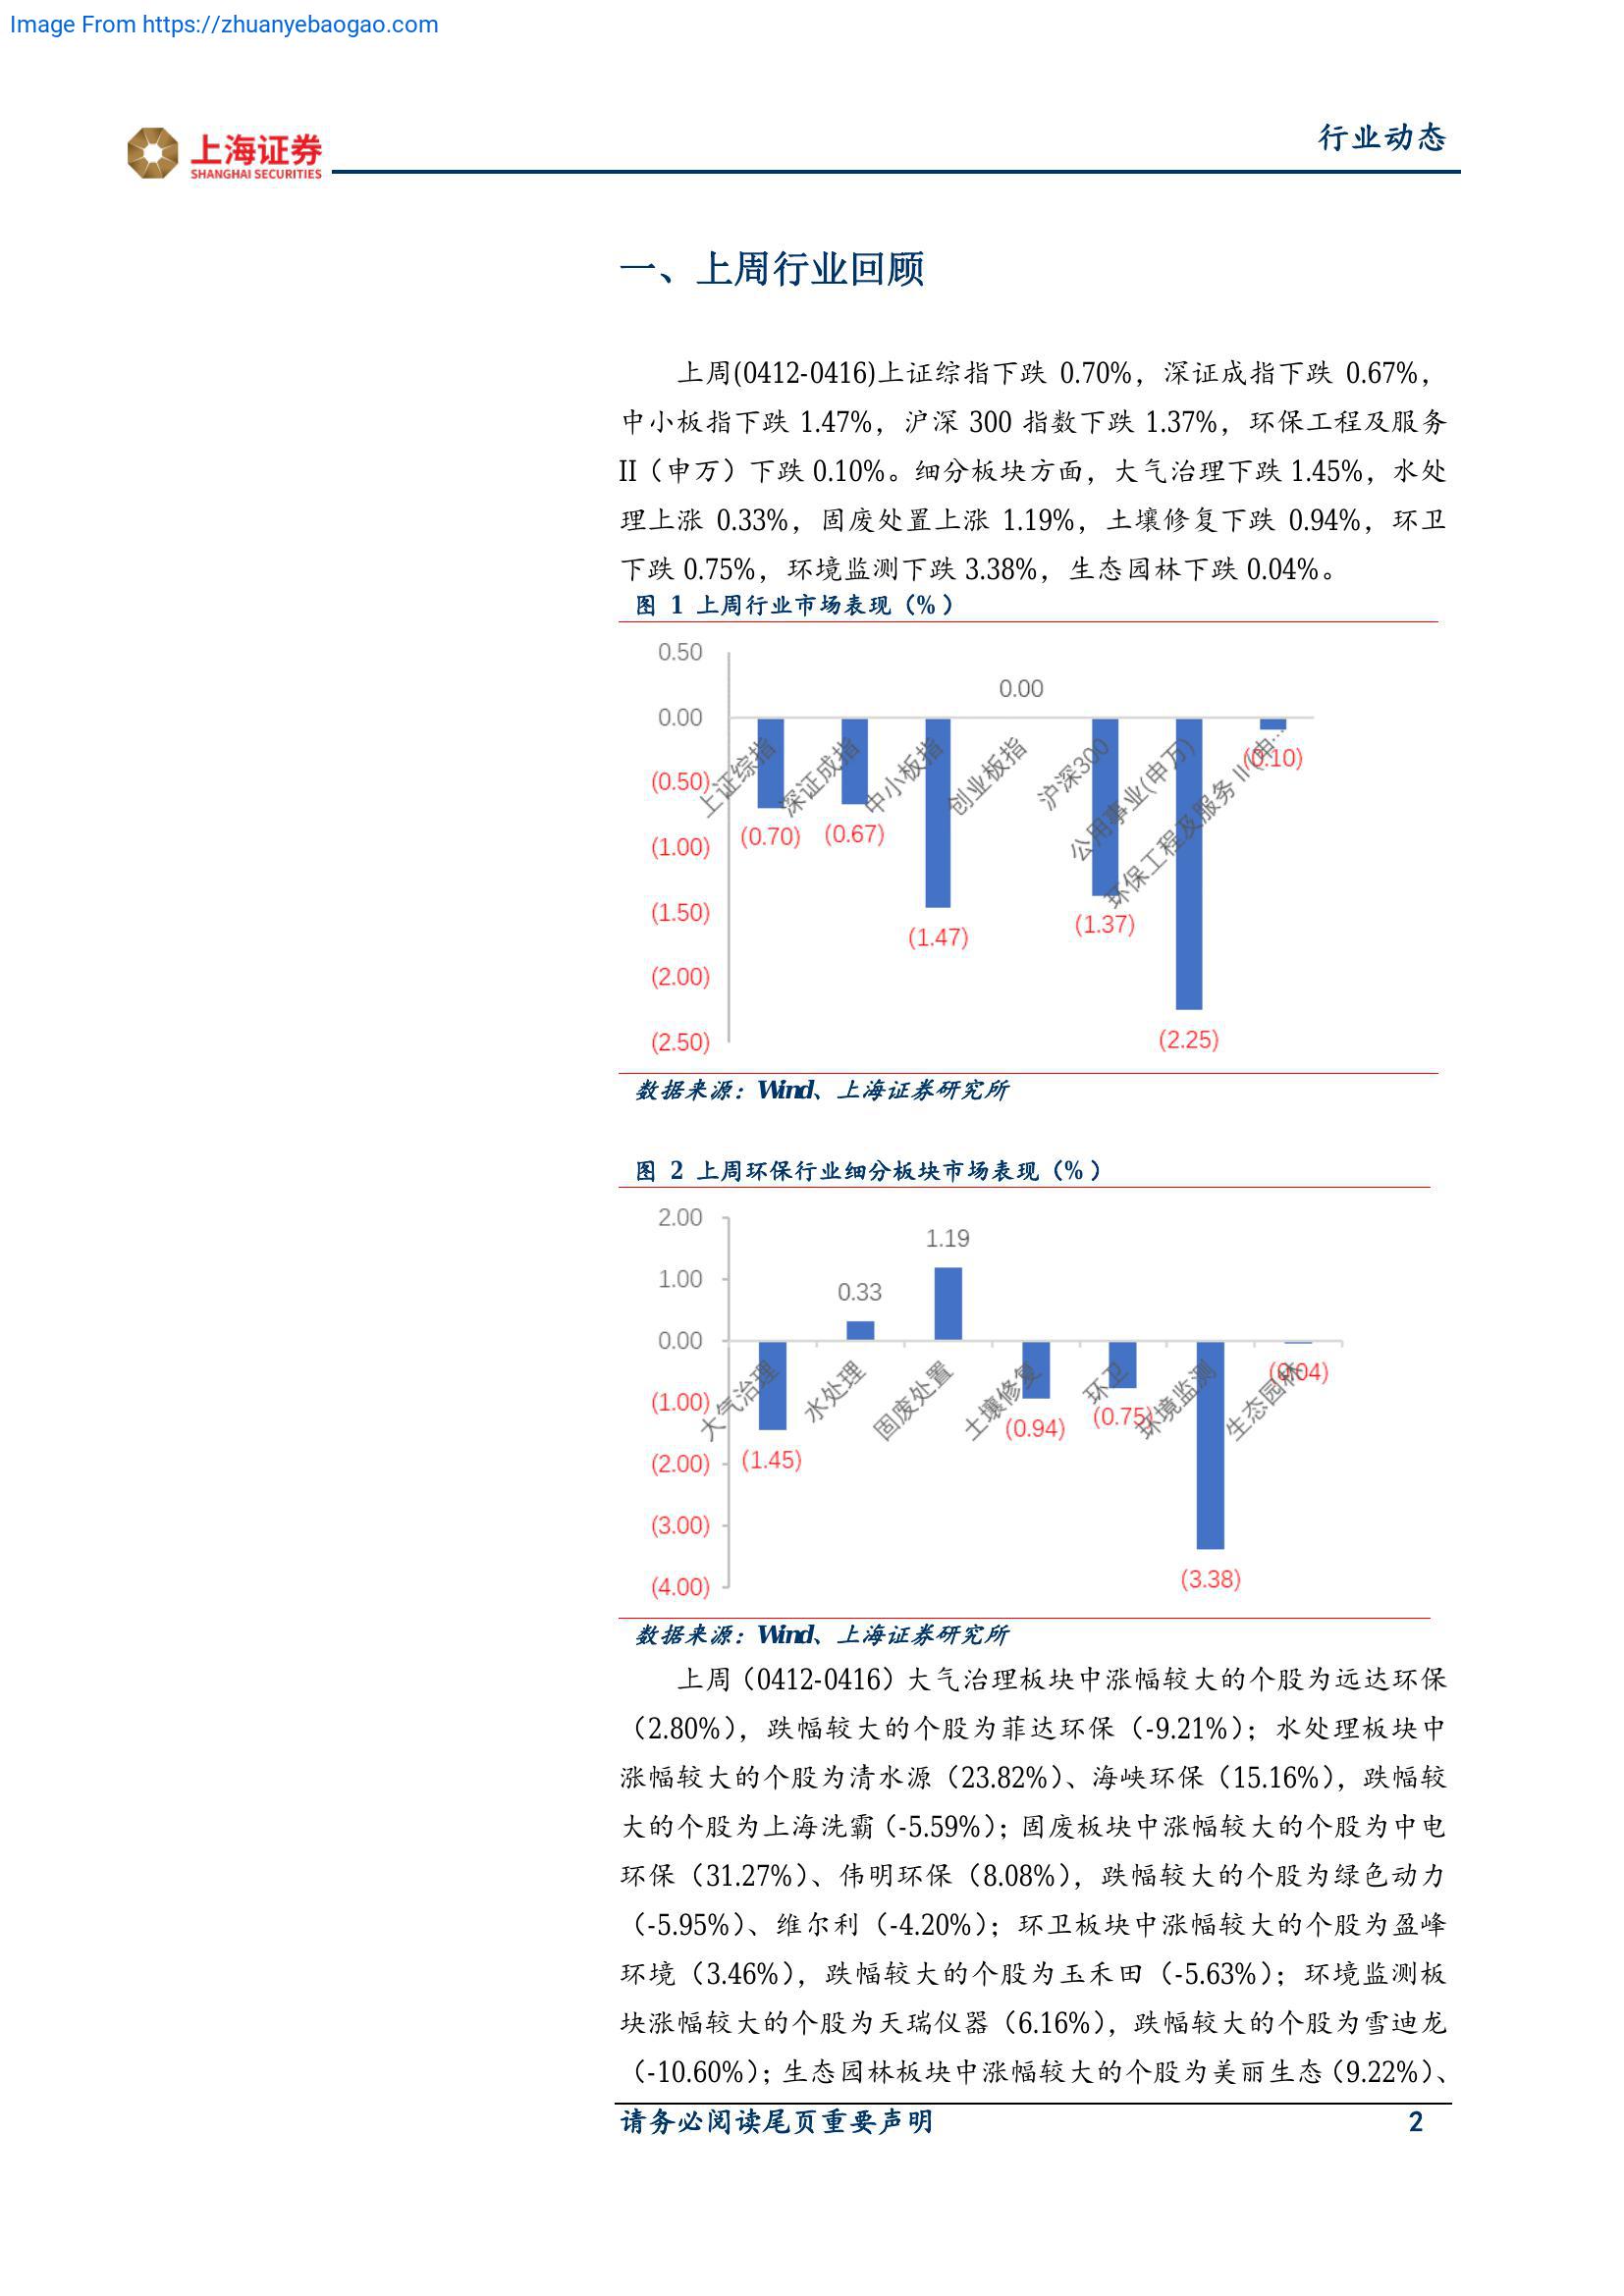 Image From https://zhuanyebaogao.com
上海证券
SHANGHAI SECURITIES
行业动态
一、上周行业回顾
上周(0412-0416)上证综指下跌 0.70%，深证成指下跌 0.67%，
中小板指下跌 1.47%，沪深 300 指数下跌 1.37%，环保工程及服务
II（申万）下跌 0.10%。细分板块方面，大气治理下跌 1.45%，水处
理上涨 0.33%，固废处置上涨 1.19%，土壤修复下跌 0.94%，环卫
下跌 0.75%，环境监测下跌 3.38%，生态园林下跌 0.04%。
图 1 上周行业市场表现（%）
0.50
0.00
(0.50)
(1.00)
(1.50)
(2.00)
(2.50)
上证综指
深证成指
中小板指
创业板指
沪深300
公用事业(申万)
环保工程及服务Ⅱ(申…
(0.70)
(0.67)
(1.47)
0.00
(1.37)
(2.25)
(0.10)
数据来源：Wind、上海证券研究所
图 2 上周环保行业细分板块市场表现（%）
2.00
1.00
0.00
(1.00)
(2.00)
(3.00)
(4.00)
大气治理
水处理
固废处置
土壤修复
环卫
环境监测
生态园林
(1.45)
0.33
1.19
(0.94)
(0.75)
(3.38)
(0.04)
数据来源：Wind、上海证券研究所
上周（0412-0416）大气治理板块中涨幅较大的个股为远达环保
（2.80%），跌幅较大的个股为菲达环保（-9.21%）；水处理板块中
涨幅较大的个股为清水源（23.82%）、海峡环保（15.16%），跌幅较
大的个股为上海洗霸（-5.59%）；固废板块中涨幅较大的个股为中电
环保（31.27%）、伟明环保（8.08%），跌幅较大的个股为绿色动力
（-5.95%）、维尔利（-4.20%）；环卫板块中涨幅较大的个股为盈峰
环境（3.46%），跌幅较大的个股为玉禾田（-5.63%）；环境监测板
块涨幅较大的个股为天瑞仪器（6.16%），跌幅较大的个股为雪迪龙
（-10.60%）；生态园林板块中涨幅较大的个股为美丽生态（9.22%）、
请务必阅读尾页重要声明
2